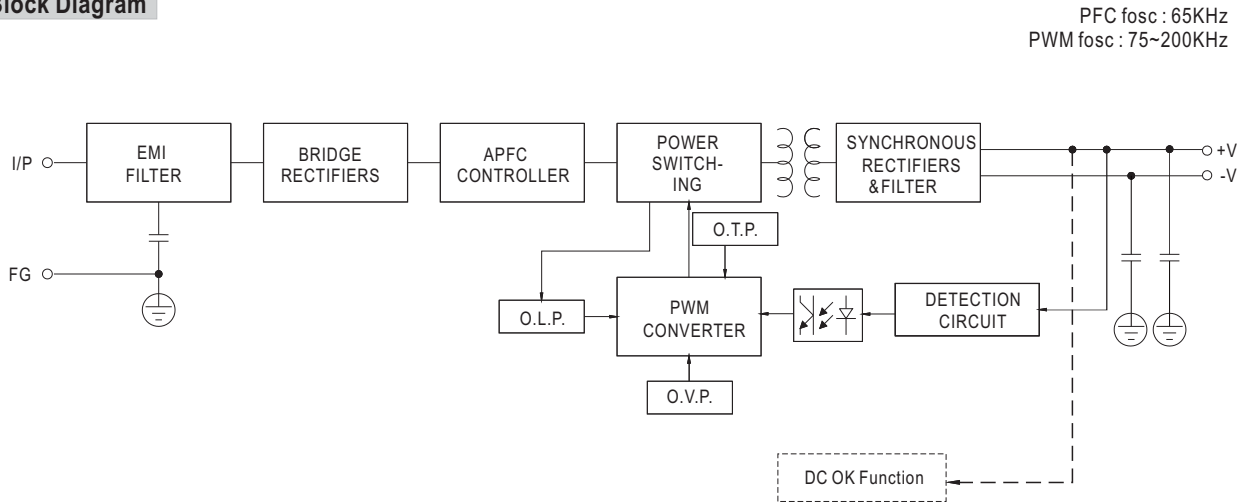 Block Diagram
PFC fosc : 65KHz
PWM fosc : 75~200KHz
I/P
EMI
FILTER
BRIDGE
RECTIFIERS
APFC
CONTROLLER
POWER
SWITCH-
ING
SYNCHRONOUS
RECTIFIERS
&FILTER
+V
-V
O.T.P.
FG
O.L.P.
PWM
CONVERTER
DETECTION
CIRCUIT
O.V.P.
DC OK Function